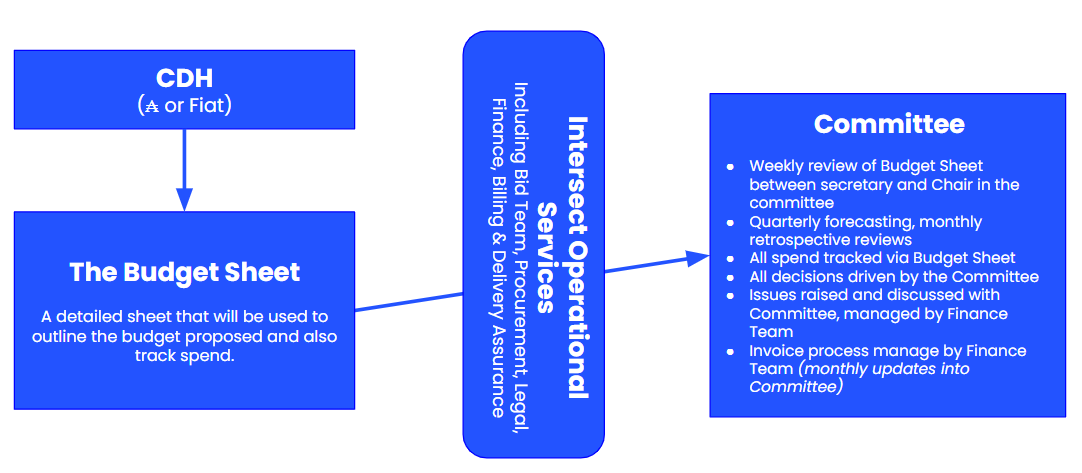 CDH
(₳ or Fiat)
The Budget Sheet
A detailed sheet that will be used to
outline the budget proposed and also
track spend.
Intersect Operational
Services
Including Bid Team, Procurement, Legal,
Finance, Billing & Delivery Assurance
Committee
● Weekly review of Budget Sheet
between secretary and Chair in the
committee
● Quarterly forecasting, monthly
retrospective reviews
● All spend tracked via Budget Sheet
● All decisions driven by the Committee
● Issues raised and discussed with
Committee, managed by Finance
Team
● Invoice process manage by Finance
Team (monthly updates into
Committee)